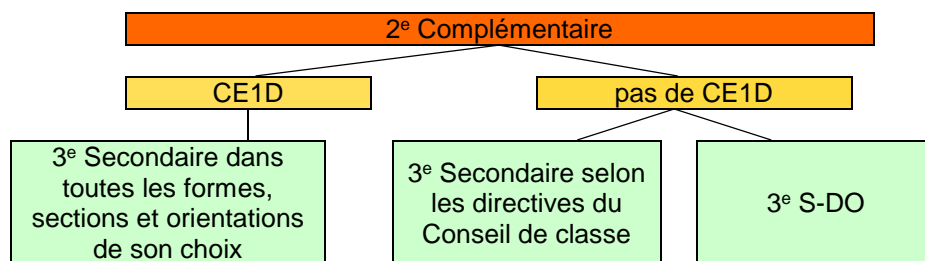 2ᵉ Complémentaire
CE1D
pas de CE1D
3ᵉ Secondaire dans
toutes les formes,
sections et orientations
de son choix
3ᵉ Secondaire selon
les directives du
Conseil de classe
3ᵉ S-DO